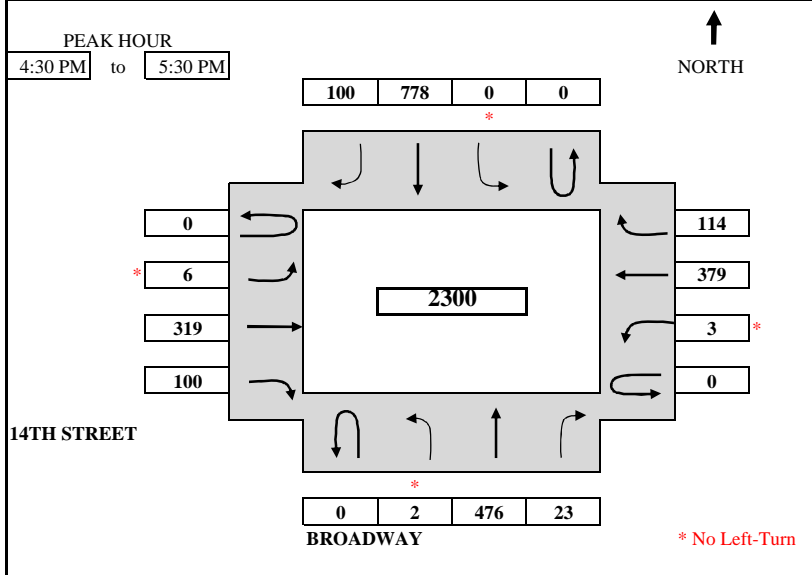 PEAK HOUR
4:30 PM to 5:30 PM
NORTH
100 778 0 0
*
0 114
* 6 379
2300
319 3 *
100 0
14TH STREET
*
0 2 476 23
BROADWAY * No Left-Turn